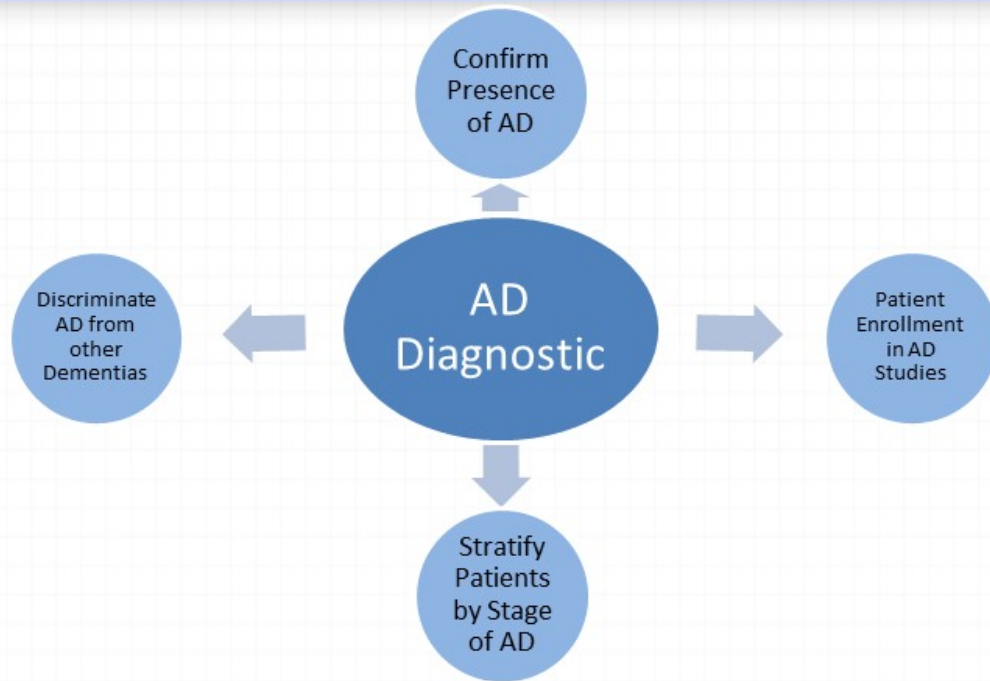 Confirm
Presence
of AD
AD
Diagnostic
Discriminate
AD from
other
Dementias
Patient
Enrollment
in AD
Studies
Stratify
Patients
by Stage
of AD